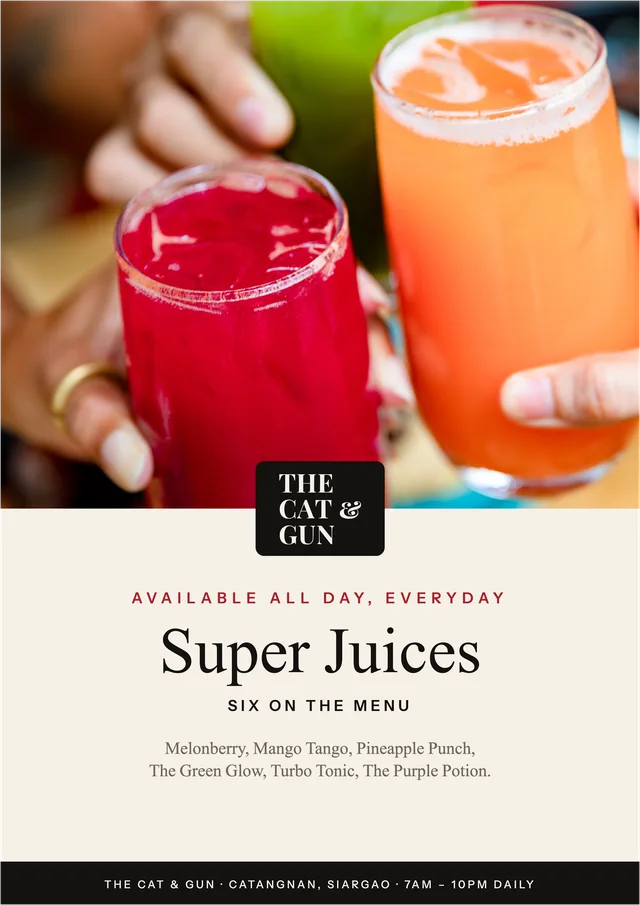 THE
CAT &
GUN
AVAILABLE ALL DAY, EVERYDAY
Super Juices
SIX ON THE MENU
Melonberry, Mango Tango, Pineapple Punch,
The Green Glow, Turbo Tonic, The Purple Potion.
THE CAT & GUN · CATANGNAN, SIARGAO · 7AM – 10PM DAILY